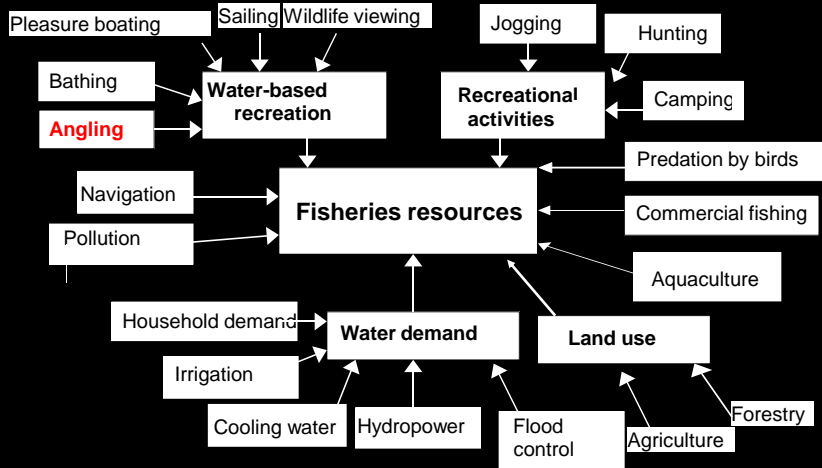 Pleasure boating
Sailing
Wildlife viewing
Jogging
Hunting
Bathing
Water-based
recreation
Recreational
activities
Camping
Angling
Predation by birds
Navigation
Fisheries resources
Commercial fishing
Pollution
Aquaculture
Household demand
Water demand
Land use
Irrigation
Cooling water
Hydropower
Flood
control
Agriculture
Forestry